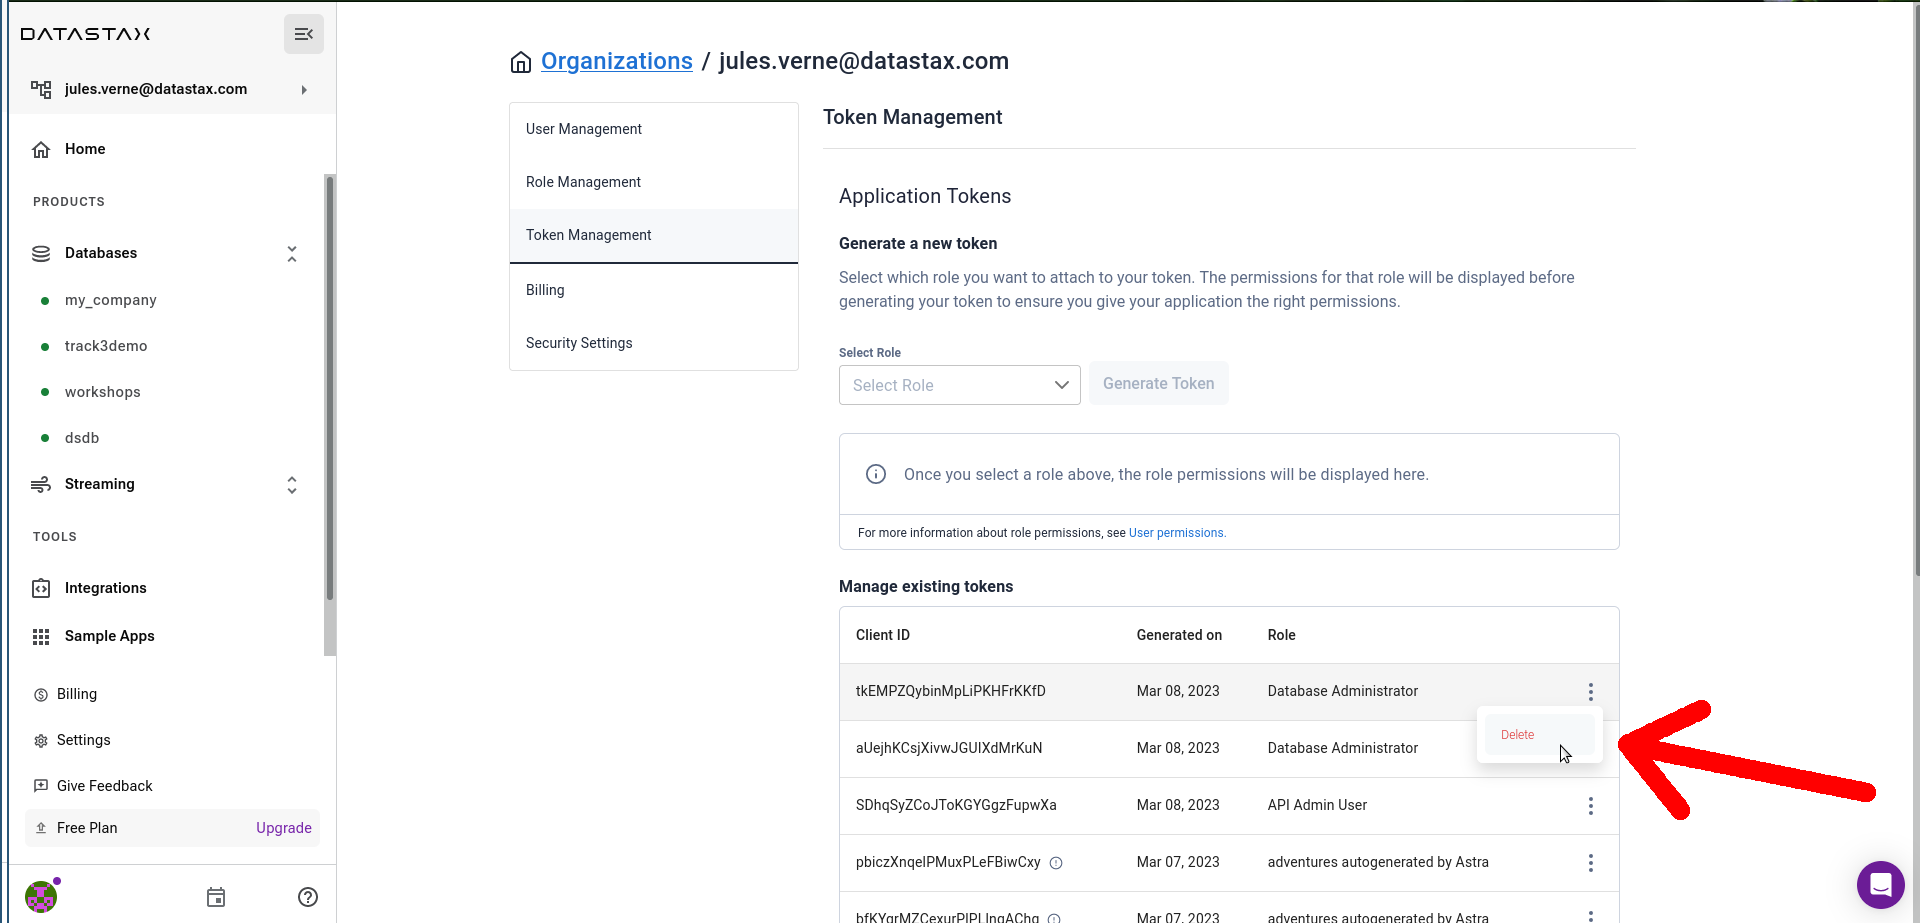 DATASTAX
jules.verne@datastax.com
Home
PRODUCTS
Databases
my_company
track3demo
workshops
dsdb
Streaming
TOOLS
Integrations
Sample Apps
Billing
Settings
Give Feedback
Free Plan Upgrade
Organizations / jules.verne@datastax.com
User Management
Role Management
Token Management
Billing
Security Settings
Token Management
Application Tokens
Generate a new token
Select which role you want to attach to your token. The permissions for that role will be displayed before
generating your token to ensure you give your application the right permissions.
Select Role
Select Role Generate Token
Once you select a role above, the role permissions will be displayed here.
For more information about role permissions, see User permissions.
Manage existing tokens
Client ID Generated on Role
tkEMPZQybinMpLiPKHFrKKfD Mar 08, 2023 Database Administrator
Delete
aUejhKCsjXivwJGUIXdMrKuN Mar 08, 2023 Database Administrator
SDhqSyZCoJToKGYGgzFupwXa Mar 08, 2023 API Admin User
pbiczXnqelPMuxPLeFBiwCxy Mar 07, 2023 adventures autogenerated by Astra
Mar 07, 2023 adventures autogenerated by Astra